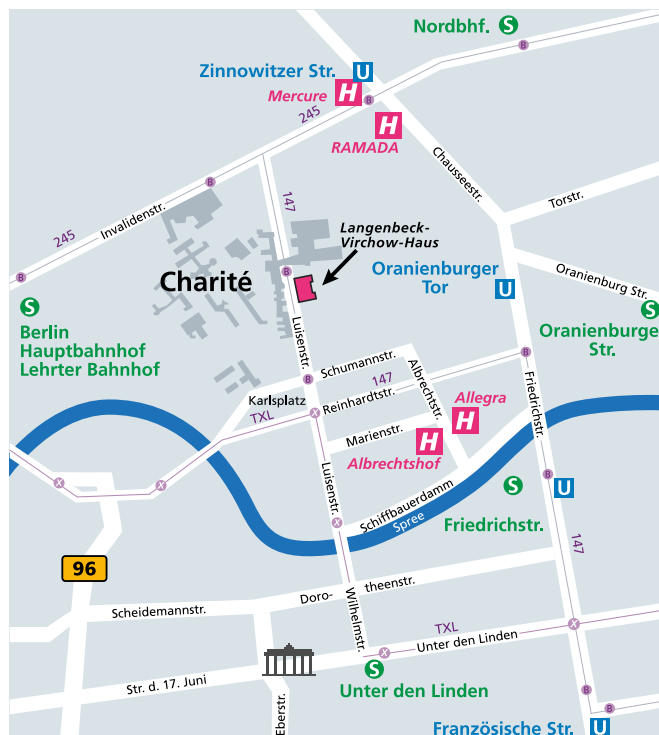 Nordbhf. S
Zinnowitzer Str. U
Mercure H
B
B
245
H
RAMADA
Chausseestr.
147
B
Torstr.
Invalidenstr.
245
Langenbeck-
Virchow-Haus
B
B
Charité
Oranienburger
Tor
U
Oranienburg Str.
S
S
Berlin
Hauptbahnhof
Lehrter Bahnhof
Oranienburge
Str.
Luisenstr.
Schumannstr.
B
Albrechtstr.
147
B
Friedrichstr.
Karlsplatz
Reinhardtstr.
X
TXL
Allegra
H
Marienstr.
H
Albrechtshof
Luisenstr.
X
X
B
U
S
Schiffbauerdamm
Spree
X
Friedrichstr.
147
96
Doro-
theenstr.
Scheidemannstr.
Wilhelmstr.
TXL
X
Unter den Linden
X
S
Unter den Linden
Str. d. 17. Juni
Eberstr.
B
B
Französische Str. U